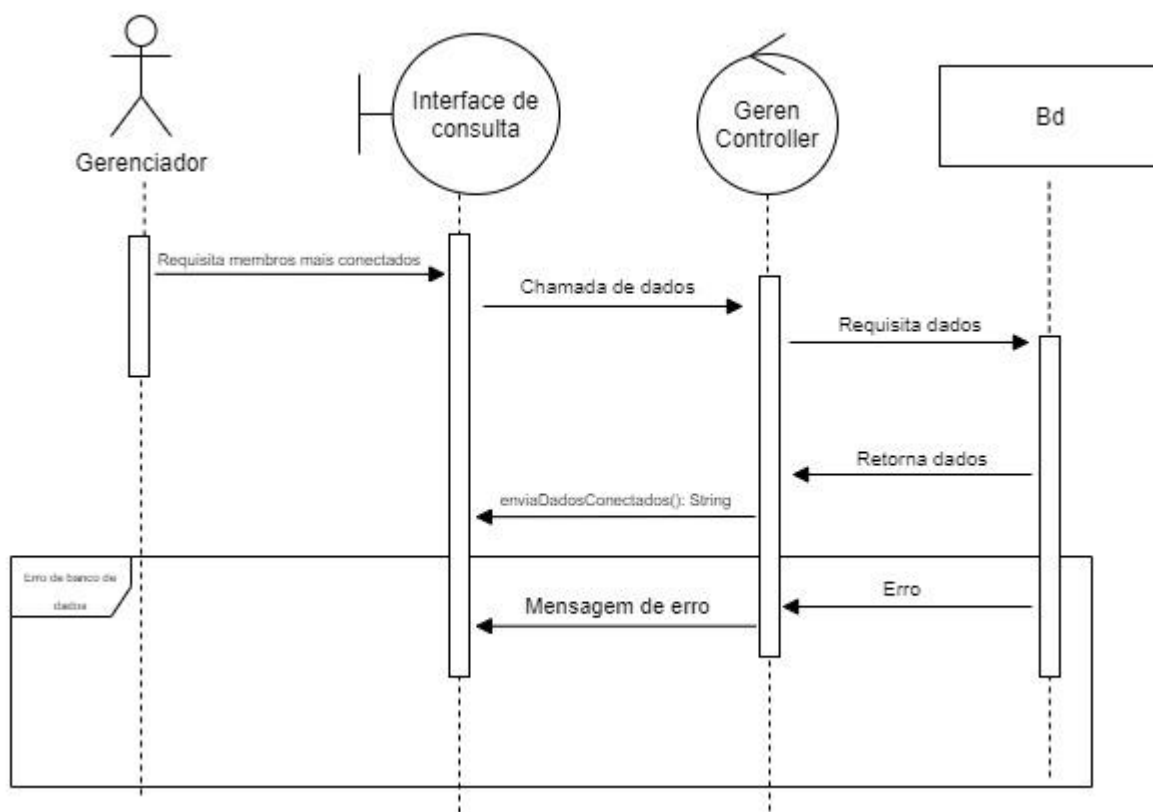 Interface de
consulta
Geren
Controller
Bd
Gerenciador
Requisita membros mais conectados
Chamada de dados
Requisita dados
Retorna dados
enviaDadosConectados(): String
Erro de banco de
dados
Erro
Mensagem de erro